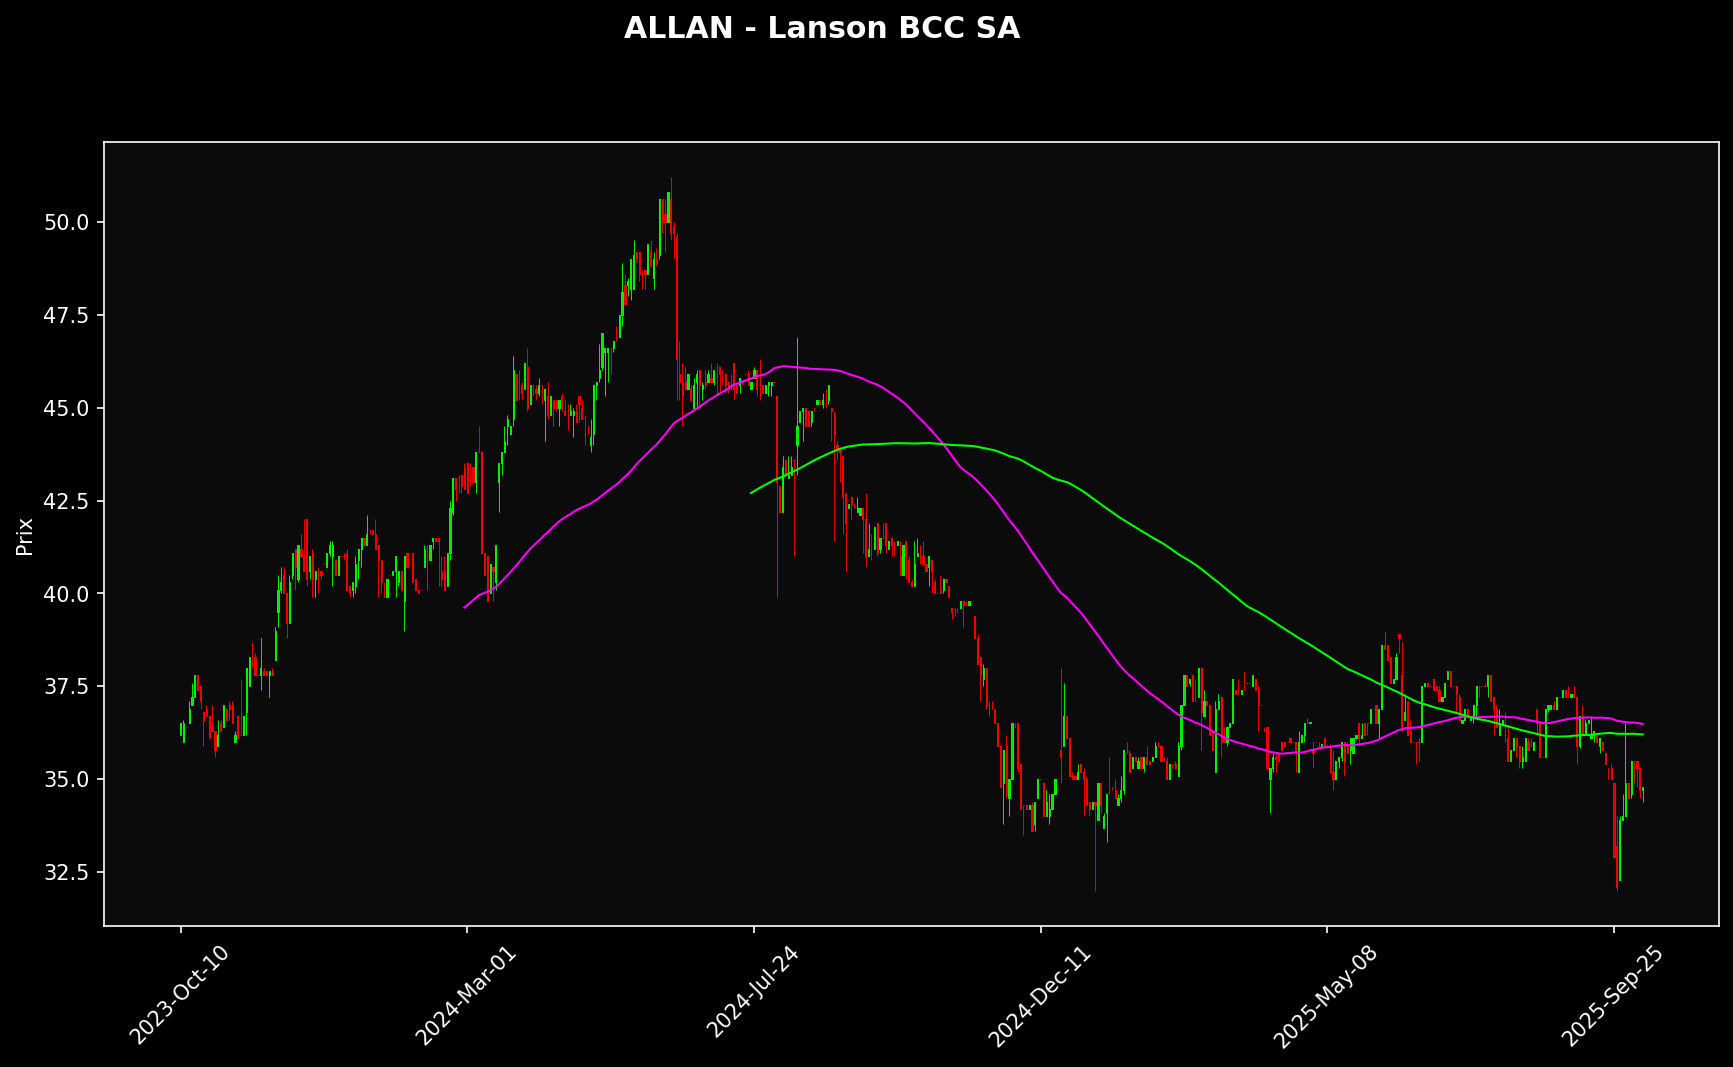 ALLAN - Lanson BCC SA
Prix
50.0
47.5
45.0
42.5
40.0
37.5
35.0
32.5
2023-Oct-10
2024-Mar-01
2024-Jul-24
2024-Dec-11
2025-May-08
2025-Sep-25